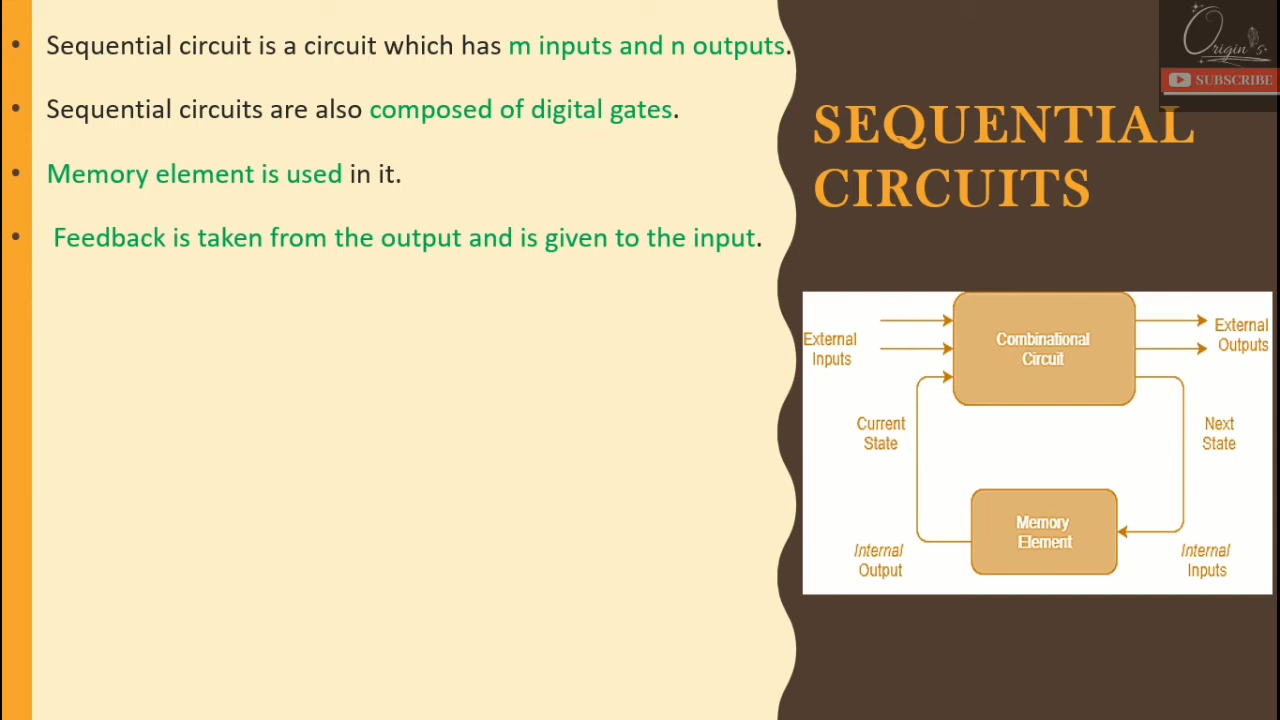 • Sequential circuit is a circuit which has m inputs and n outputs.
• Sequential circuits are also composed of digital gates.
• Memory element is used in it.
• Feedback is taken from the output and is given to the input.
Origin's
SUBSCRIBE
SEQUENTIAL
CIRCUITS
External
Inputs
Combinational
Circuit
External
Outputs
Current
State
Next
State
Memory
Element
Internal
Output
Internal
Inputs